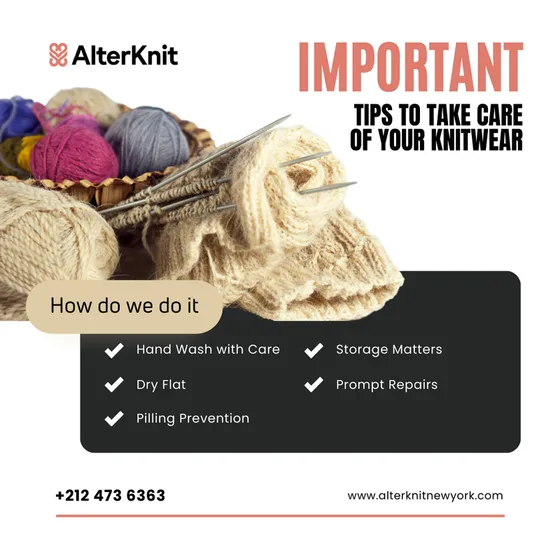 AlterKnit
IMPORTANT
TIPS TO TAKE CARE
OF YOUR KNITWEAR
How do we do it
Hand Wash with Care
Dry Flat
Pilling Prevention
Storage Matters
Prompt Repairs
+212 473 6363
www.alterknitnewyork.com